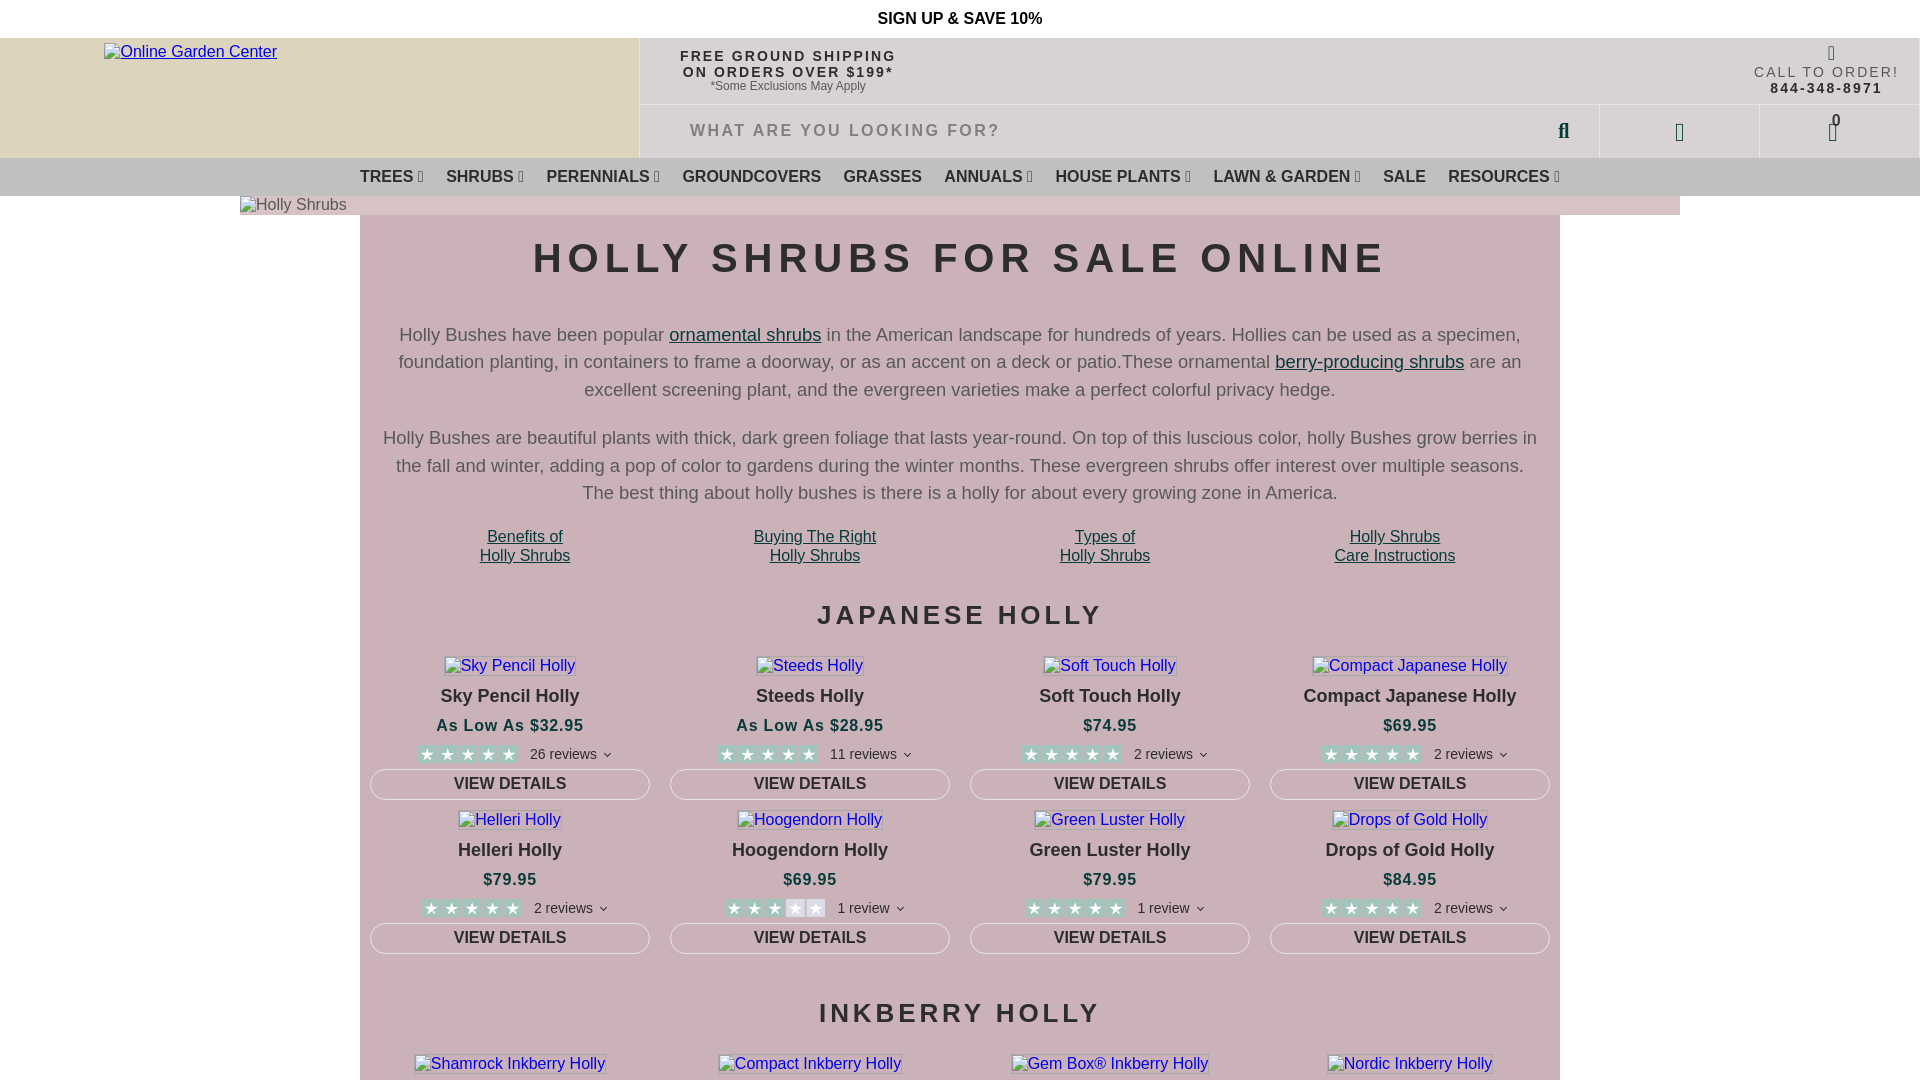 SIGN UP & SAVE 10%
Online Garden Center
FREE GROUND SHIPPING
ON ORDERS OVER $199*
*Some Exclusions May Apply
CALL TO ORDER!
844-348-8971
WHAT ARE YOU LOOKING FOR?
0
TREES SHRUBS PERENNIALS GROUNDCOVERS GRASSES ANNUALS HOUSE PLANTS LAWN & GARDEN SALE RESOURCES
Holly Shrubs
HOLLY SHRUBS FOR SALE ONLINE
Holly Bushes have been popular ornamental shrubs in the American landscape for hundreds of years. Hollies can be used as a specimen,
foundation planting, in containers to frame a doorway, or as an accent on a deck or patio.These ornamental berry-producing shrubs are an
excellent screening plant, and the evergreen varieties make a perfect colorful privacy hedge.
Holly Bushes are beautiful plants with thick, dark green foliage that lasts year-round. On top of this luscious color, holly Bushes grow berries in
the fall and winter, adding a pop of color to gardens during the winter months. These evergreen shrubs offer interest over multiple seasons.
The best thing about holly bushes is there is a holly for about every growing zone in America.
Benefits of
Holly Shrubs
Buying The Right
Holly Shrubs
Types of
Holly Shrubs
Holly Shrubs
Care Instructions
JAPANESE HOLLY
Sky Pencil Holly Steeds Holly Soft Touch Holly Compact Japanese Holly
Sky Pencil Holly Steeds Holly Soft Touch Holly Compact Japanese Holly
As Low As $32.95 As Low As $28.95 $74.95 $69.95
26 reviews 11 reviews 2 reviews 2 reviews
VIEW DETAILS VIEW DETAILS VIEW DETAILS VIEW DETAILS
Helleri Holly Hoogendorn Holly Green Luster Holly Drops of Gold Holly
Helleri Holly Hoogendorn Holly Green Luster Holly Drops of Gold Holly
$79.95 $69.95 $79.95 $84.95
2 reviews 1 review 1 review 2 reviews
VIEW DETAILS VIEW DETAILS VIEW DETAILS VIEW DETAILS
INKBERRY HOLLY
Shamrock Inkberry Holly Compact Inkberry Holly Gem Box® Inkberry Holly Nordic Inkberry Holly